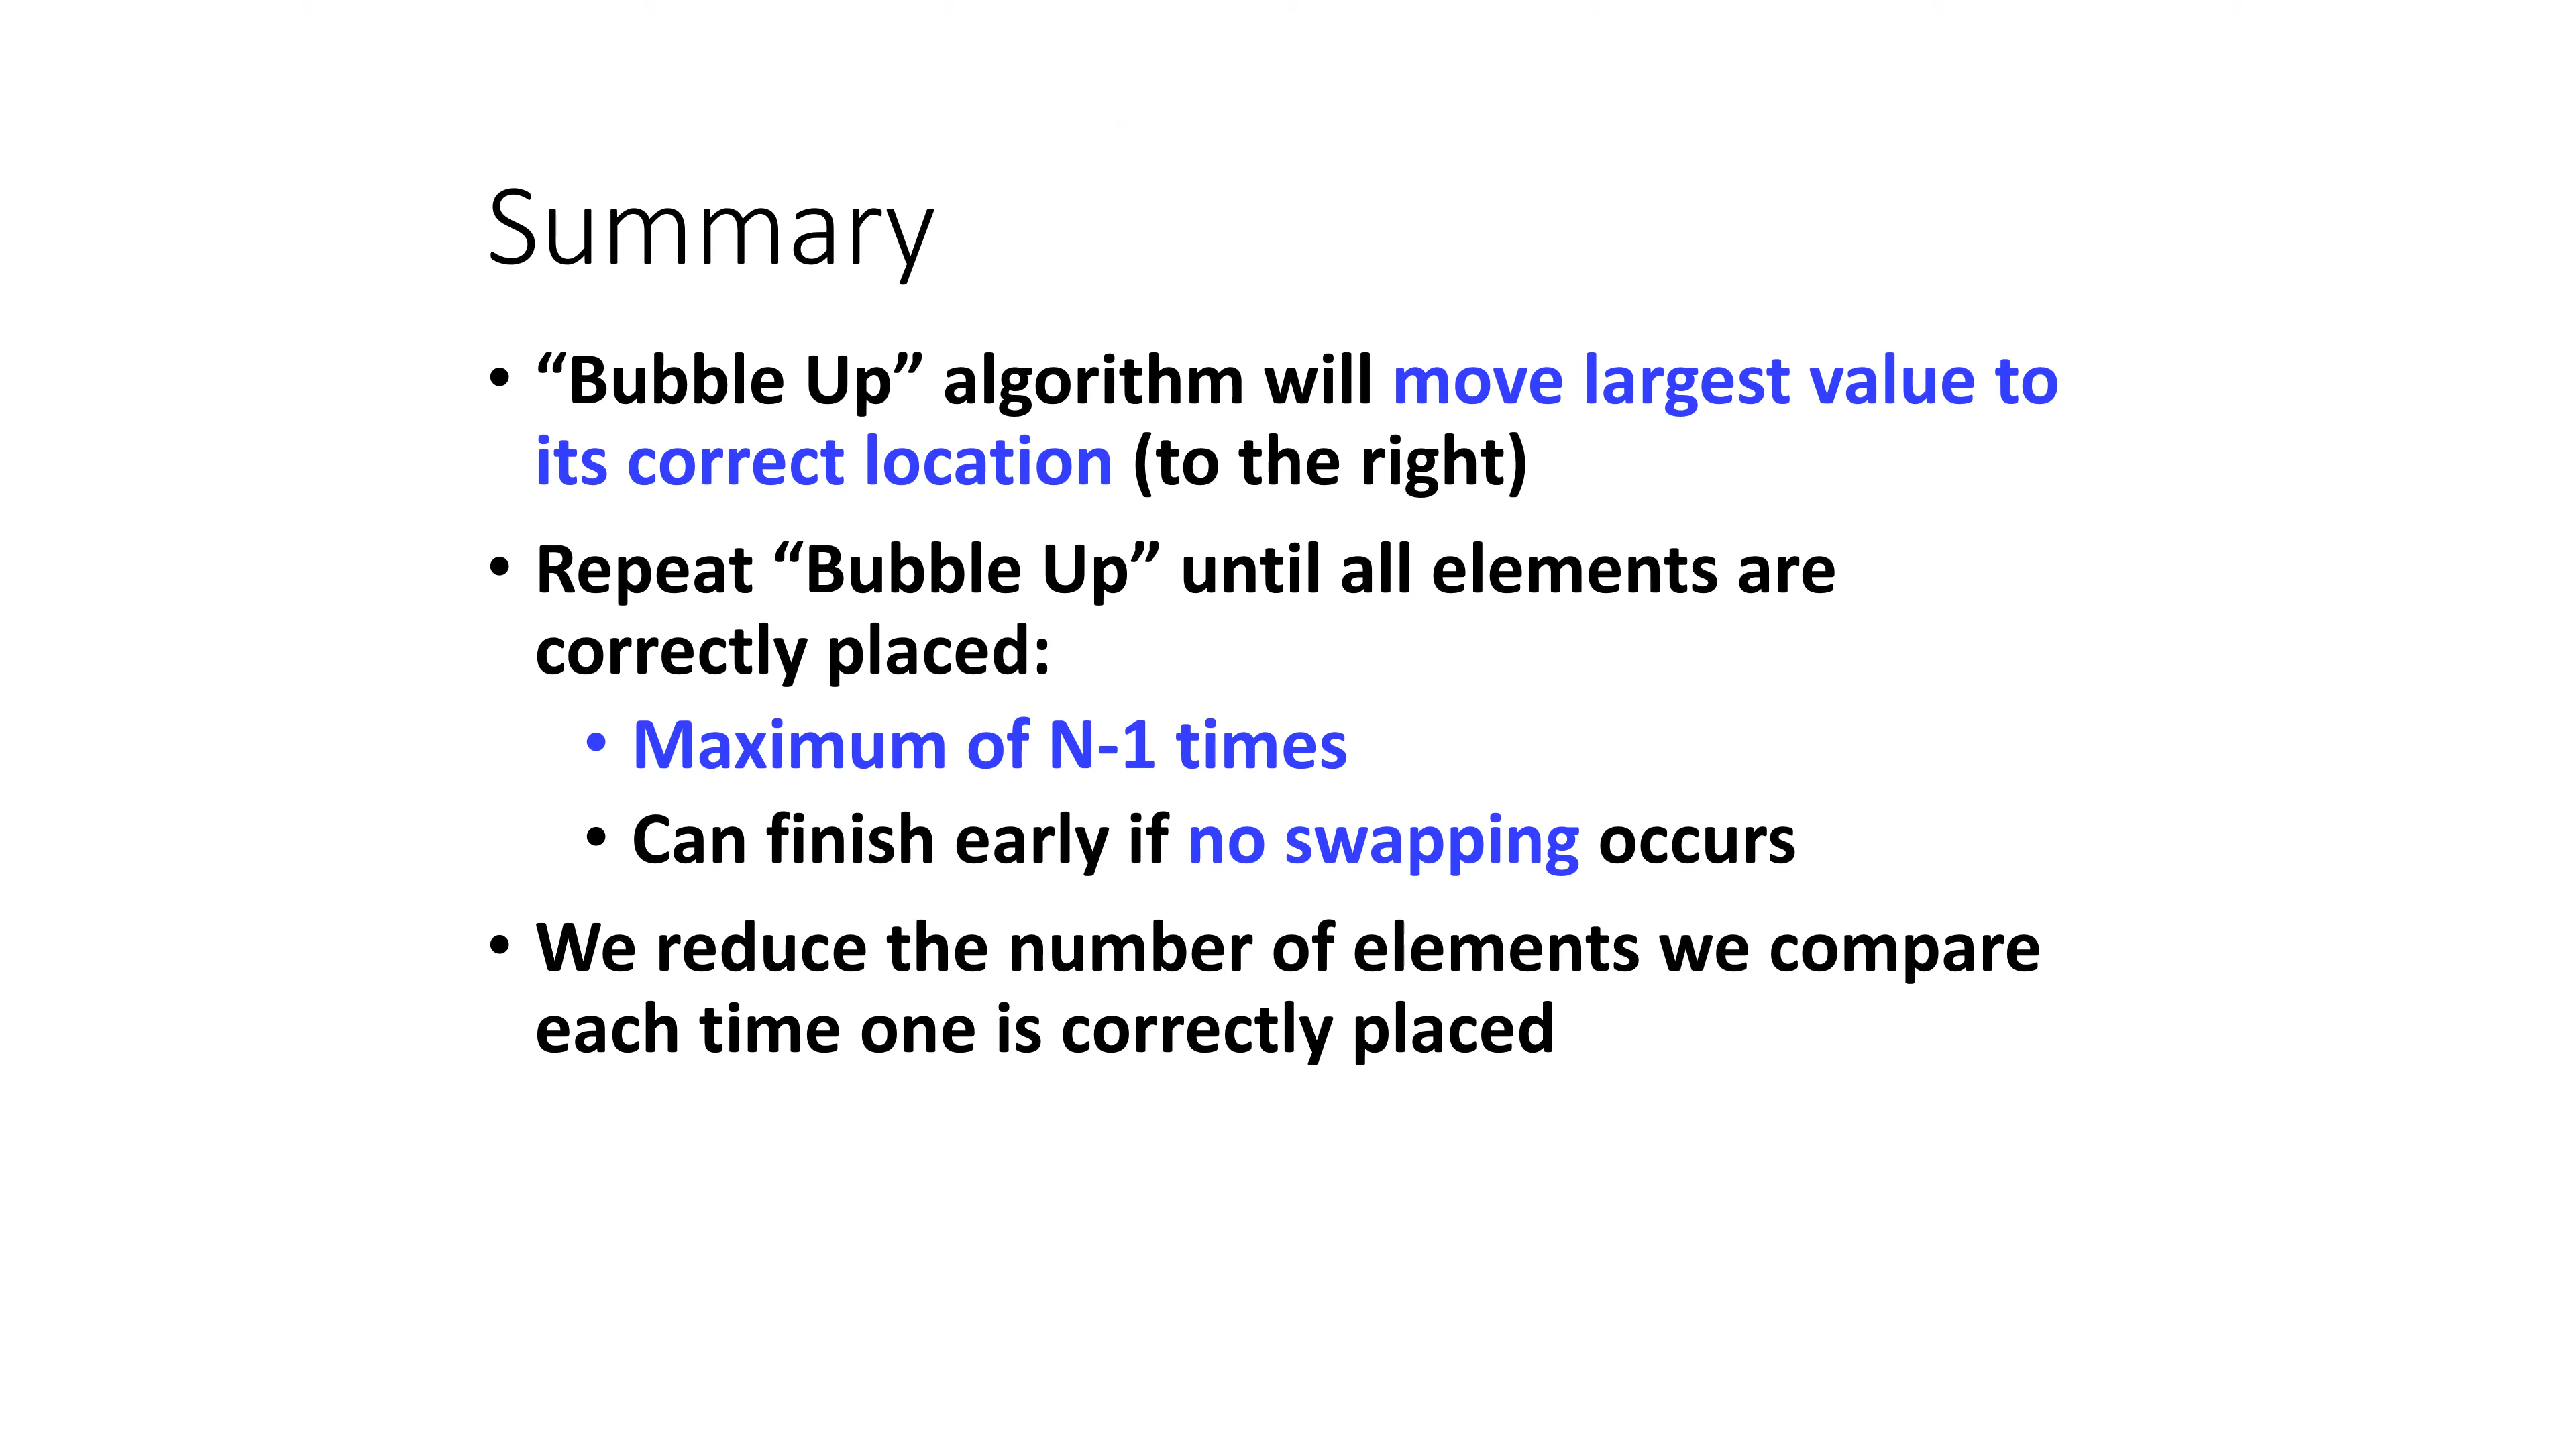 Summary
• “Bubble Up” algorithm will move largest value to
its correct location (to the right)
• Repeat “Bubble Up” until all elements are
correctly placed:
• Maximum of N-1 times
• Can finish early if no swapping occurs
• We reduce the number of elements we compare
each time one is correctly placed